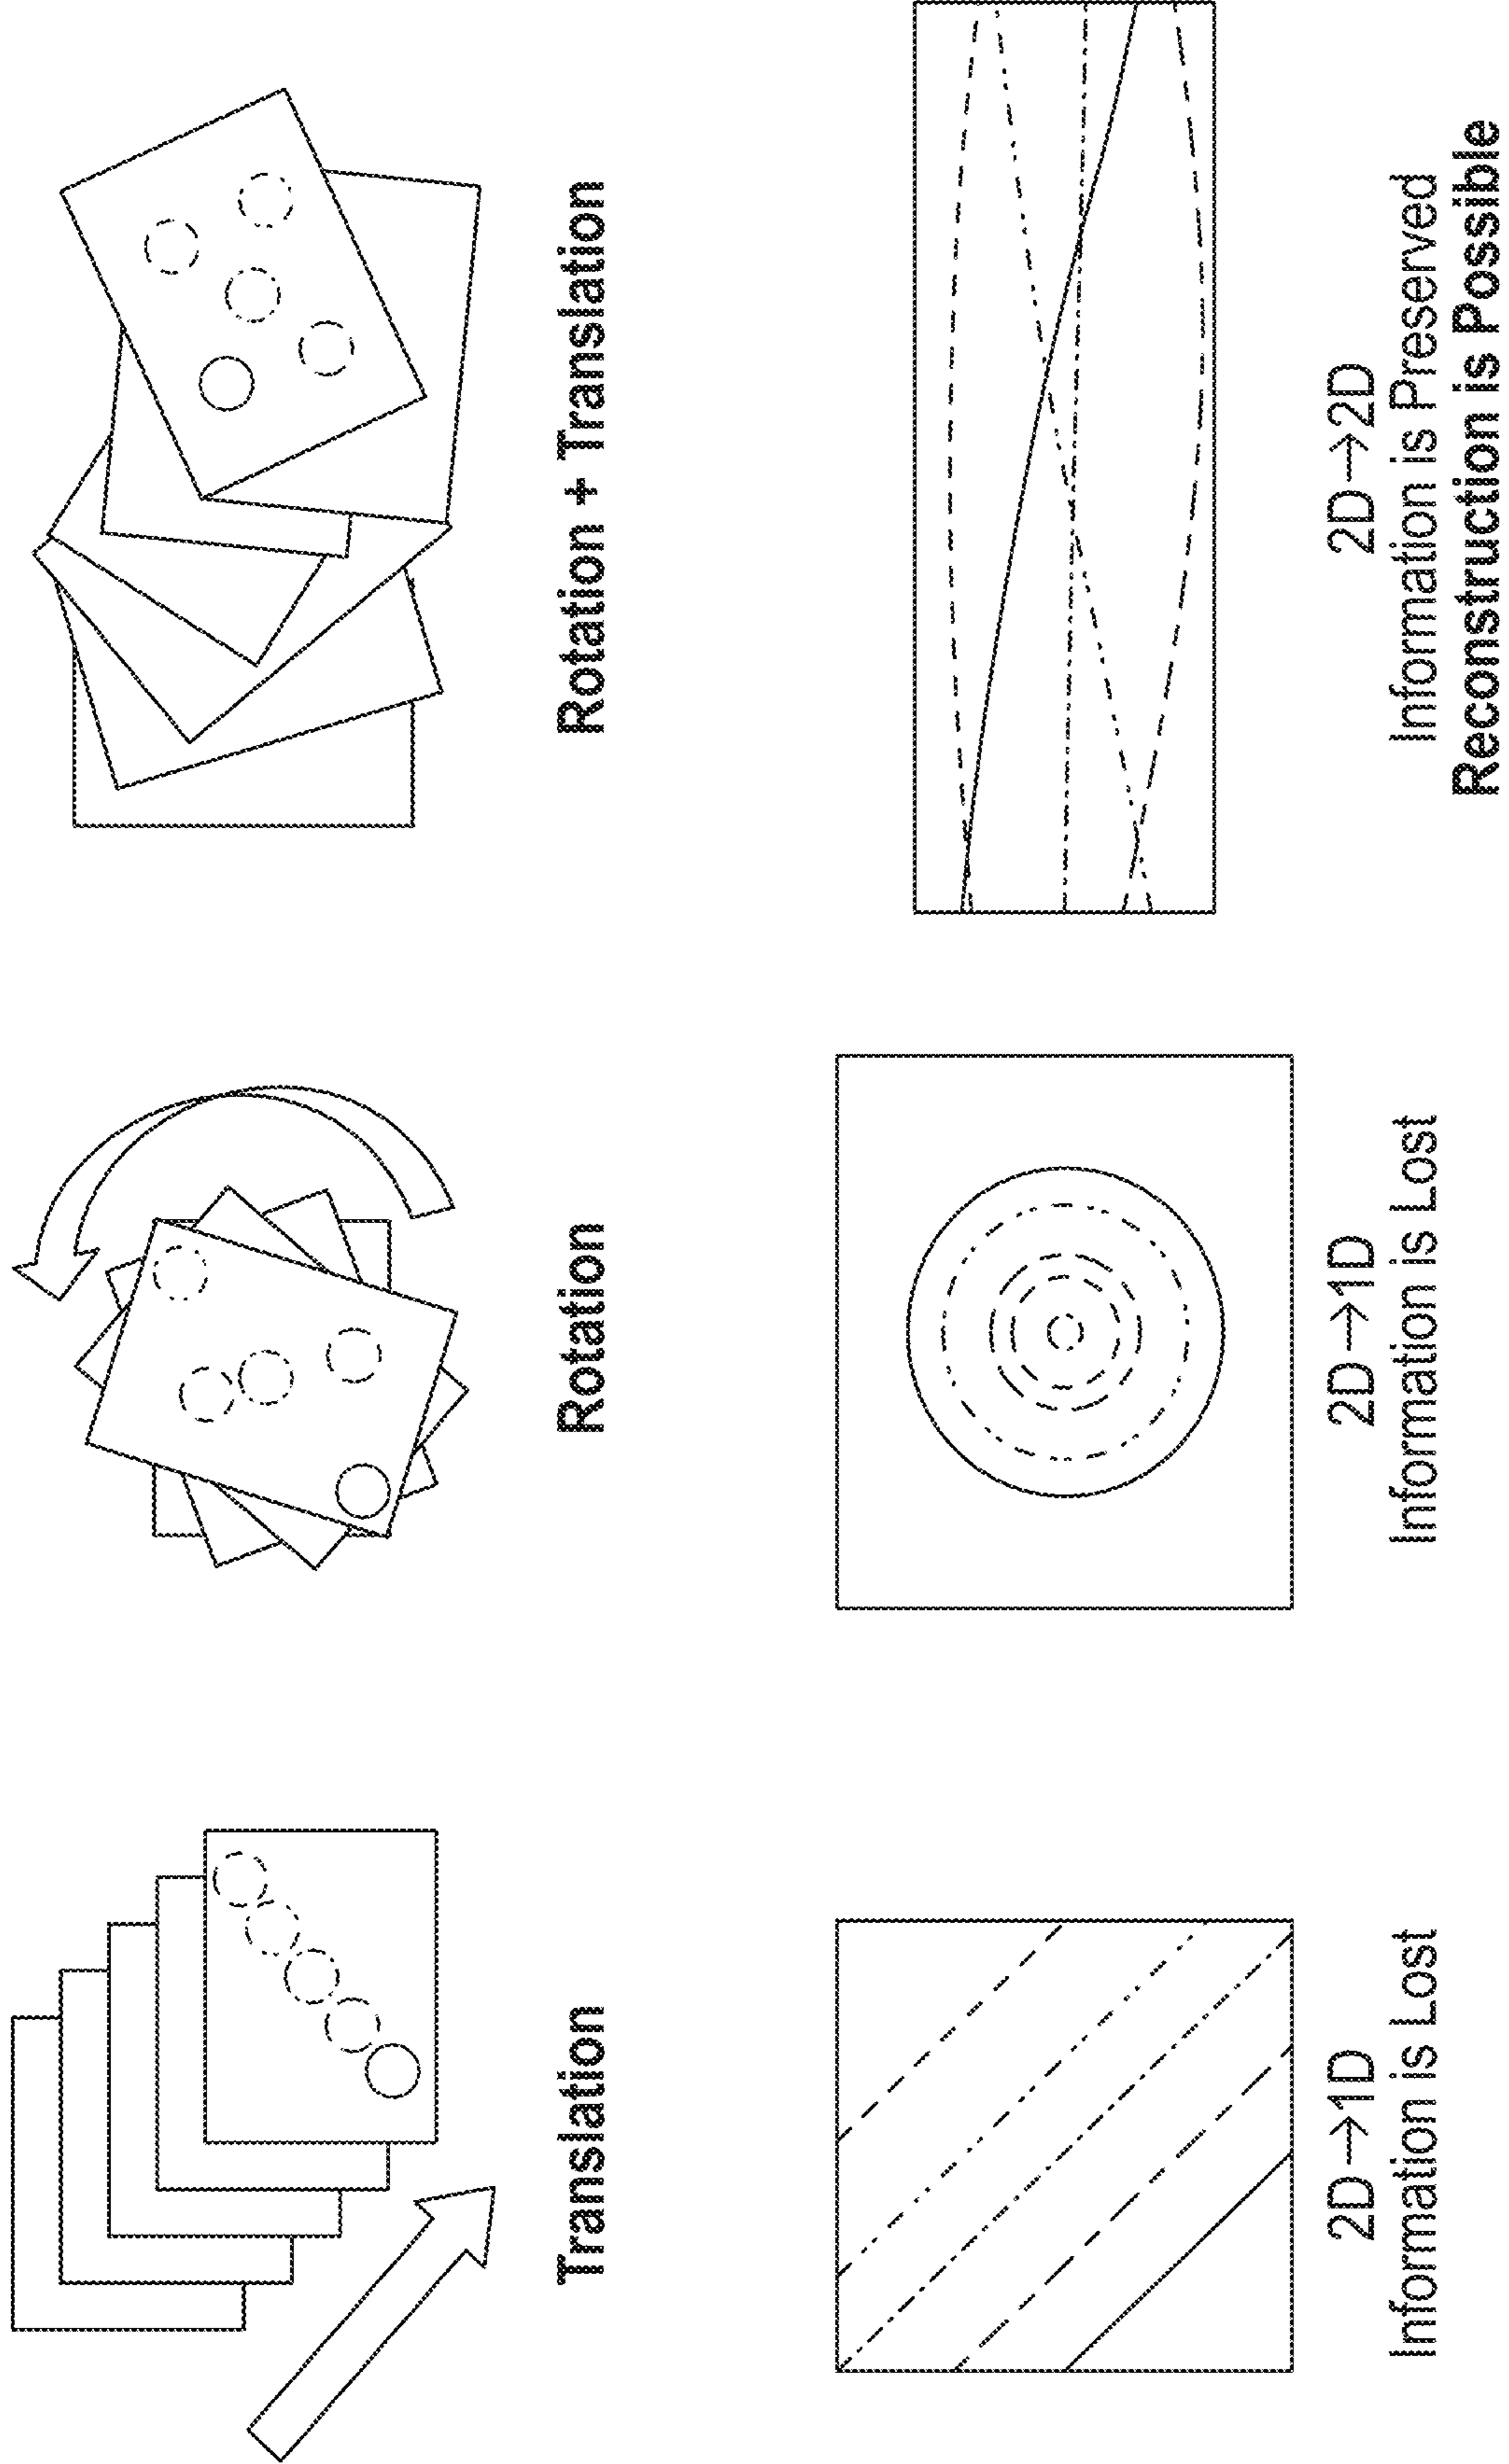 Translation
Rotation
Rotation + Translation
2D→1D
Information is Lost
2D→1D
Information is Lost
2D→2D
Information is Preserved
Reconstruction is Possible